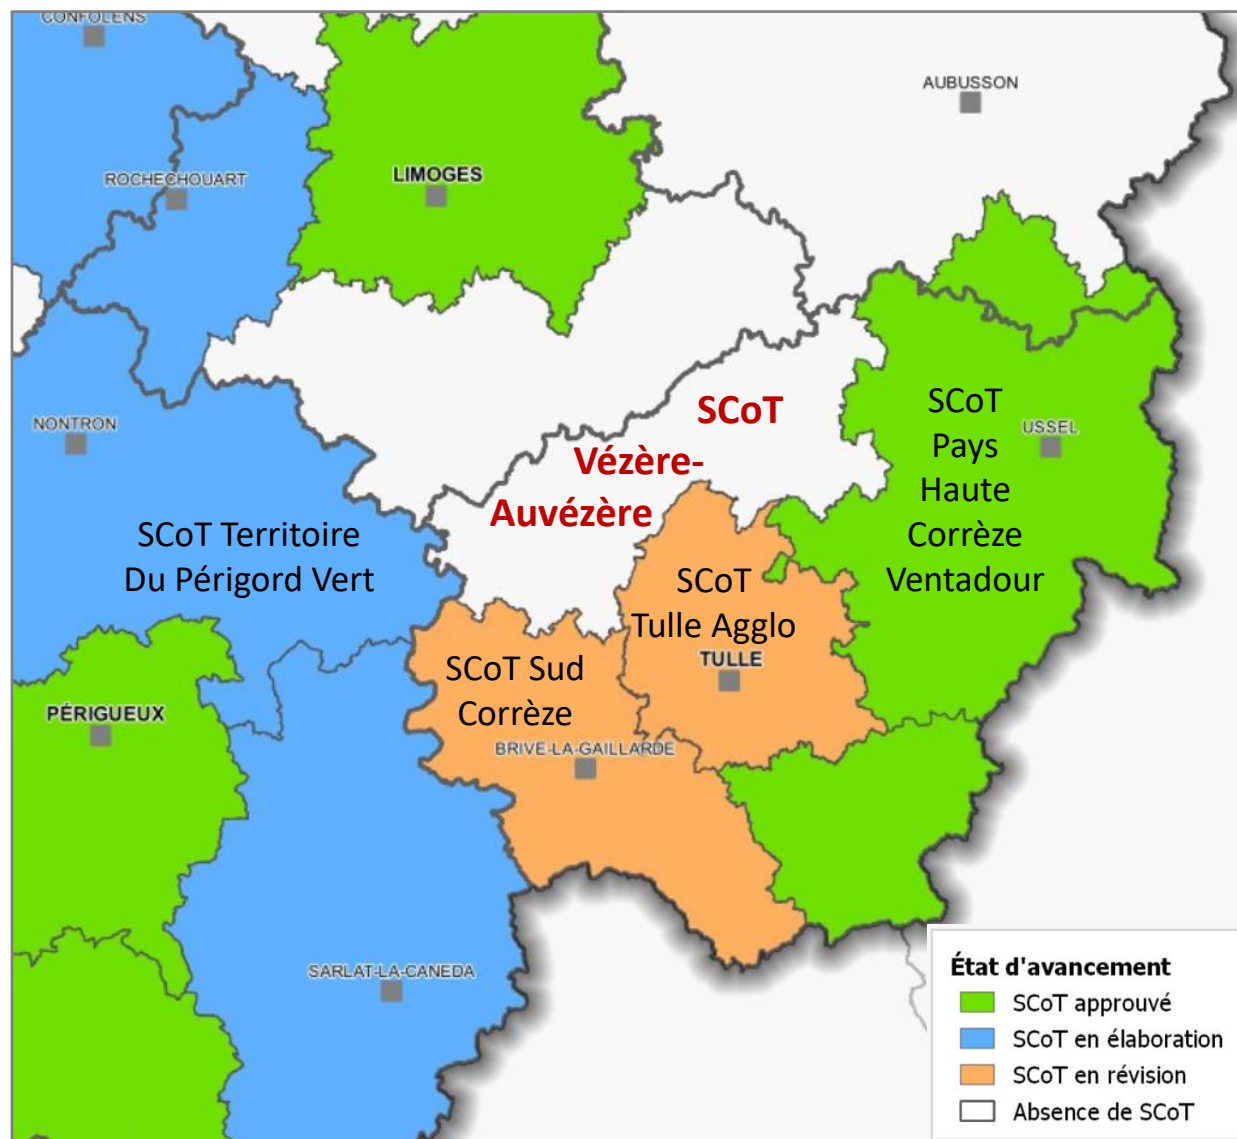 CONFOLENS
AUBUSSON
LIMOGES
ROCHECHOUART
SCoT
Vézère-
Auvézère
NONTRON
SCoT
Pays
Haute
Corrèze
Ventadour
USSEL
SCoT Territoire
Du Périgord Vert
SCoT
Tulle Agglo
TULLE
SCoT Sud
Corrèze
PÉRIGUEUX
BRIVE-LA-GAILLARDE
SARLAT-LA-CANEDA
État d'avancement
SCoT approuvé
SCoT en élaboration
SCoT en révision
Absence de SCoT